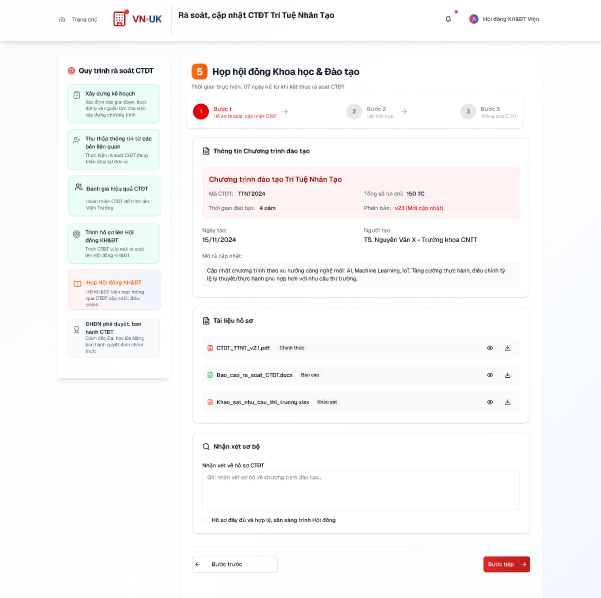 Trang chủ
VN-UK
Rà soát, cập nhật CTĐT Trí Tuệ Nhân Tạo
A
Hội đồng KH&ĐT Viện
Quy trình rà soát CTĐT
Xây dựng kế hoạch
Xác định các giai đoạn, hoạt
động và nguồn lực cho việc
xây dựng chương trình
Thu thập thông tin từ các
bên liên quan
Thực hiện rà soát CTĐT đang
triển khai tại đơn vị
Đánh giá hiệu quả CTĐT
Hoàn thiện CTĐT để trình lên
Viện Trưởng
Trình hồ sơ lên Hội
đồng KH&ĐT
Trình CTĐT vừa mới rà soát
lên Hội đồng KH&ĐT
Họp Hội đồng KH&ĐT
HĐ KH&ĐT Viện họp thông
qua CTĐT cập nhật, điều
chỉnh
ĐHĐN phê duyệt, ban
hành CTĐT
Giám đốc Đại học Đà Nẵng
ban hành quyết định chính
thức
5 Họp hội đồng Khoa học & Đào tạo
Thời gian thực hiện: 07 ngày kể từ khi kết thúc rà soát CTĐT
1
Bước 1
Hồ sơ rà soát, cập nhật CTĐT
2
Bước 2
Lên lịch họp
3
Bước 3
Thông qua CTĐT
Thông tin Chương trình đào tạo
Chương trình đào tạo Trí Tuệ Nhân Tạo
Mã CTĐT: TTNT2024
Tổng số tín chỉ: 150 TC
Thời gian đào tạo: 4 năm
Phiên bản: v2.1 (Mới cập nhật)
Ngày tạo:
15/11/2024
Người tạo:
TS. Nguyễn Văn X - Trưởng khoa CNTT
Mô tả cập nhật:
Cập nhật chương trình theo xu hướng công nghệ mới: AI, Machine Learning, IoT. Tăng cường thực hành, điều chỉnh tỷ
lệ lý thuyết/thực hành phù hợp hơn với nhu cầu thị trường.
Tài liệu hồ sơ
CTDT_TTNT_v2.1.pdf Chính thức
Bao_cao_ra_soat_CTDT.docx Báo cáo
Khao_sat_nhu_cau_thi_truong.xlsx Khảo sát
Nhận xét sơ bộ
Nhận xét về hồ sơ CTĐT
Ghi nhận xét sơ bộ về chương trình đào tạo...
Hồ sơ đầy đủ và hợp lệ, sẵn sàng trình Hội đồng
Bước trước
Bước tiếp